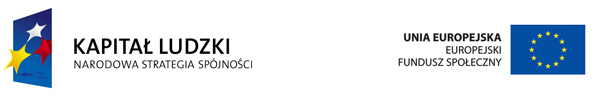 KAPITAŁ LUDZKI
NARODOWA STRATEGIA SPÓJNOŚCI
UNIA EUROPEJSKA
EUROPEJSKI
FUNDUSZ SPOŁECZNY